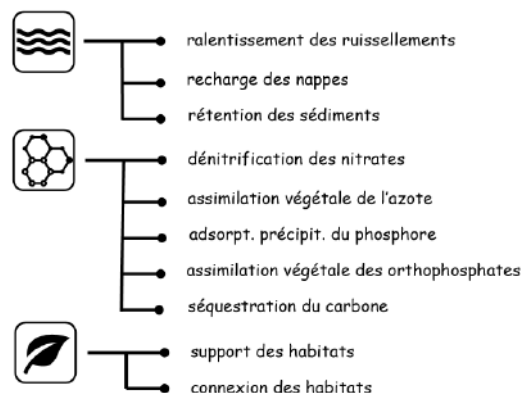 ralentissement des ruissellements
recharge des nappes
rétention des sédiments
dénitrification des nitrates
assimilation végétale de l'azote
adsorpt. précipit. du phosphore
assimilation végétale des orthophosphates
séquestration du carbone
support des habitats
connexion des habitats